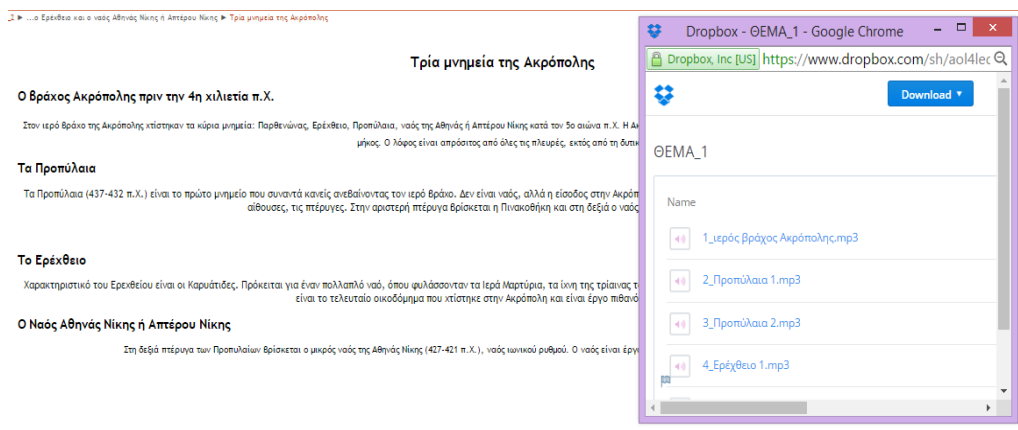 ..2 ► ...ο Ερέχθειο και ο ναός Αθηνάς Νίκης ή Απτέρου Νίκης ► Τρία μνημεία της Ακρόπολης
Τρία μνημεία της Ακρόπολης
Ο βράχος Ακρόπολης πριν την 4η χιλιετία π.Χ.
Στον ιερό βράχο της Ακρόπολης χτίστηκαν τα κύρια μνημεία: Παρθενώνας, Ερέχθειο, Προπύλαια, ναός της Αθηνάς ή Απτέρου Νίκης κατά τον 5ο αιώνα π.Χ. Η Ακ
μήκος. Ο λόφος είναι απρόσιτος από όλες τις πλευρές, εκτός από τη δυτικ
Τα Προπύλαια
Τα Προπύλαια (437-432 π.Χ.) είναι το πρώτο μνημείο που συναντά κανείς ανεβαίνοντας τον ιερό βράχο. Δεν είναι ναός, αλλά η είσοδος στην Ακρόπ
αίθουσες, τις πτέρυγες. Στην αριστερή πτέρυγα βρίσκεται η Πινακοθήκη και στη δεξιά ο ναός
Το Ερέχθειο
Χαρακτηριστικό του Ερεχθείου είναι οι Καρυάτιδες. Πρόκειται για έναν πολλαπλό ναό, όπου φυλάσσονταν τα Ιερά Μαρτύρια, τα ίχνη της τρίαινας τ
είναι το τελευταίο οικοδόμημα που χτίστηκε στην Ακρόπολη και είναι έργο πιθανό
Ο Ναός Αθηνάς Νίκης ή Απτέρου Νίκης
Στη δεξιά πτέρυγα των Προπυλαίων βρίσκεται ο μικρός ναός της Αθηνάς Νίκης (427-421 π.Χ.), ναός ιωνικού ρυθμού. Ο ναός είναι έργ
Dropbox - ΘΕΜΑ_1 - Google Chrome
Dropbox, Inc [US] https://www.dropbox.com/sh/aol4lec
Download
ΘΕΜΑ_1
Name
1_ιερός βράχος Ακρόπολης.mp3
2_Προπύλαια 1.mp3
3_Προπύλαια 2.mp3
4_Ερέχθειο 1.mp3